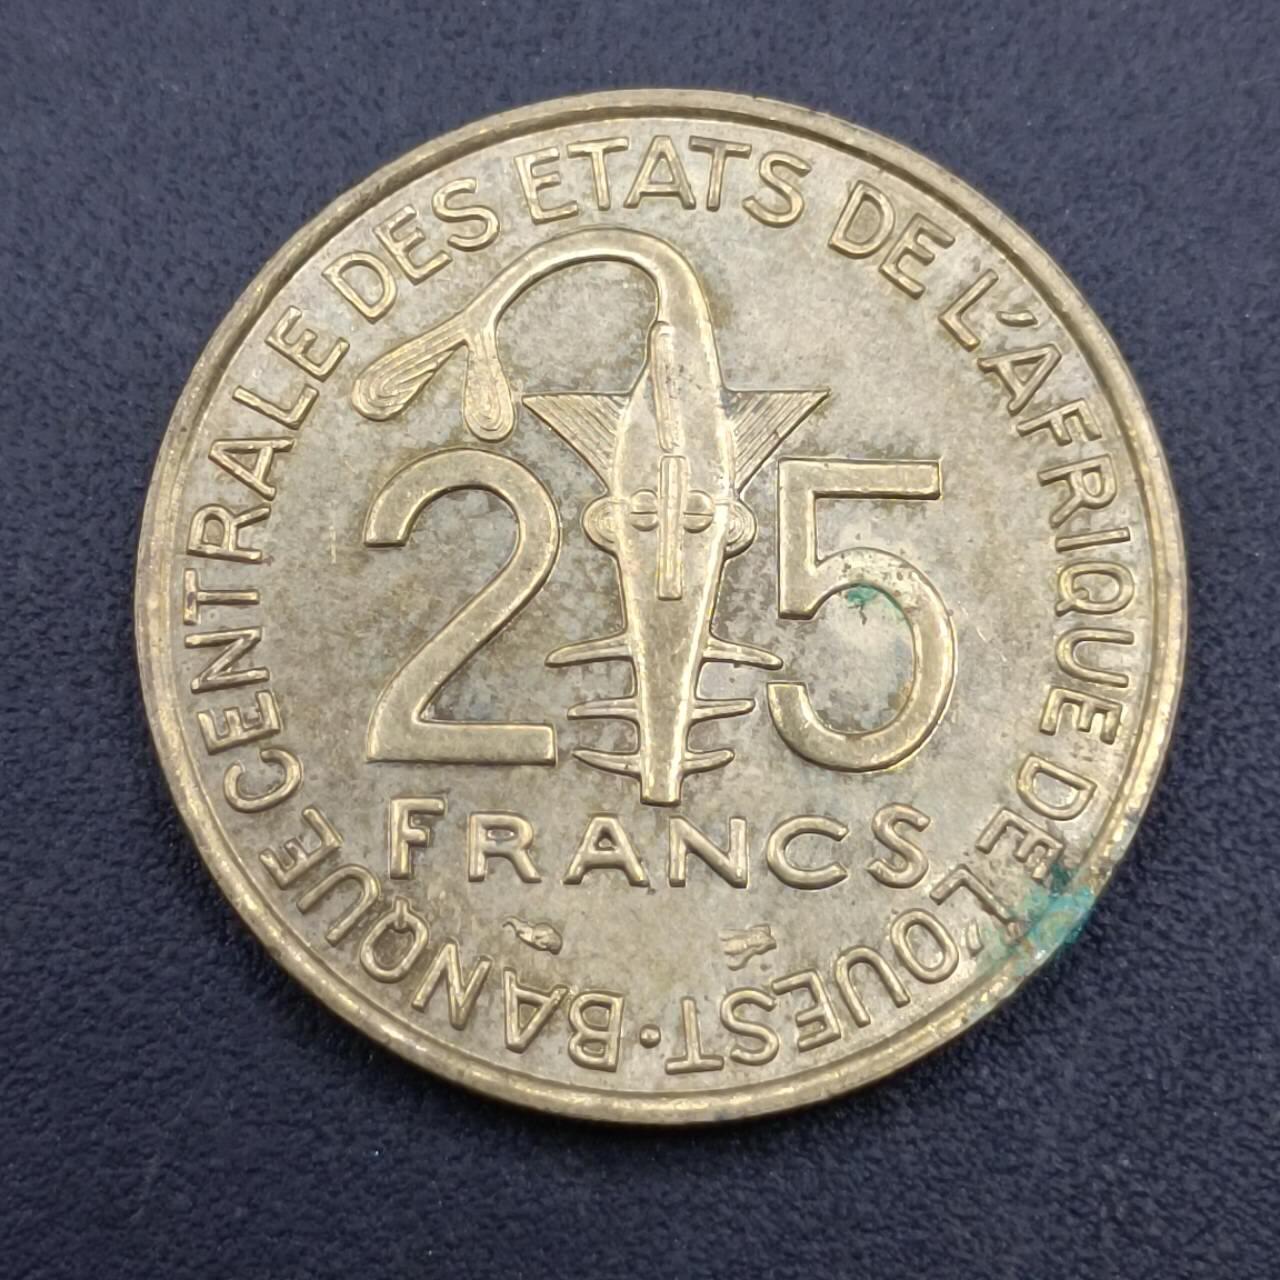 BANQUE CENTRALE DES ETATS DE L'AFRIQUE DE L'OUEST ·
25
FRANCS